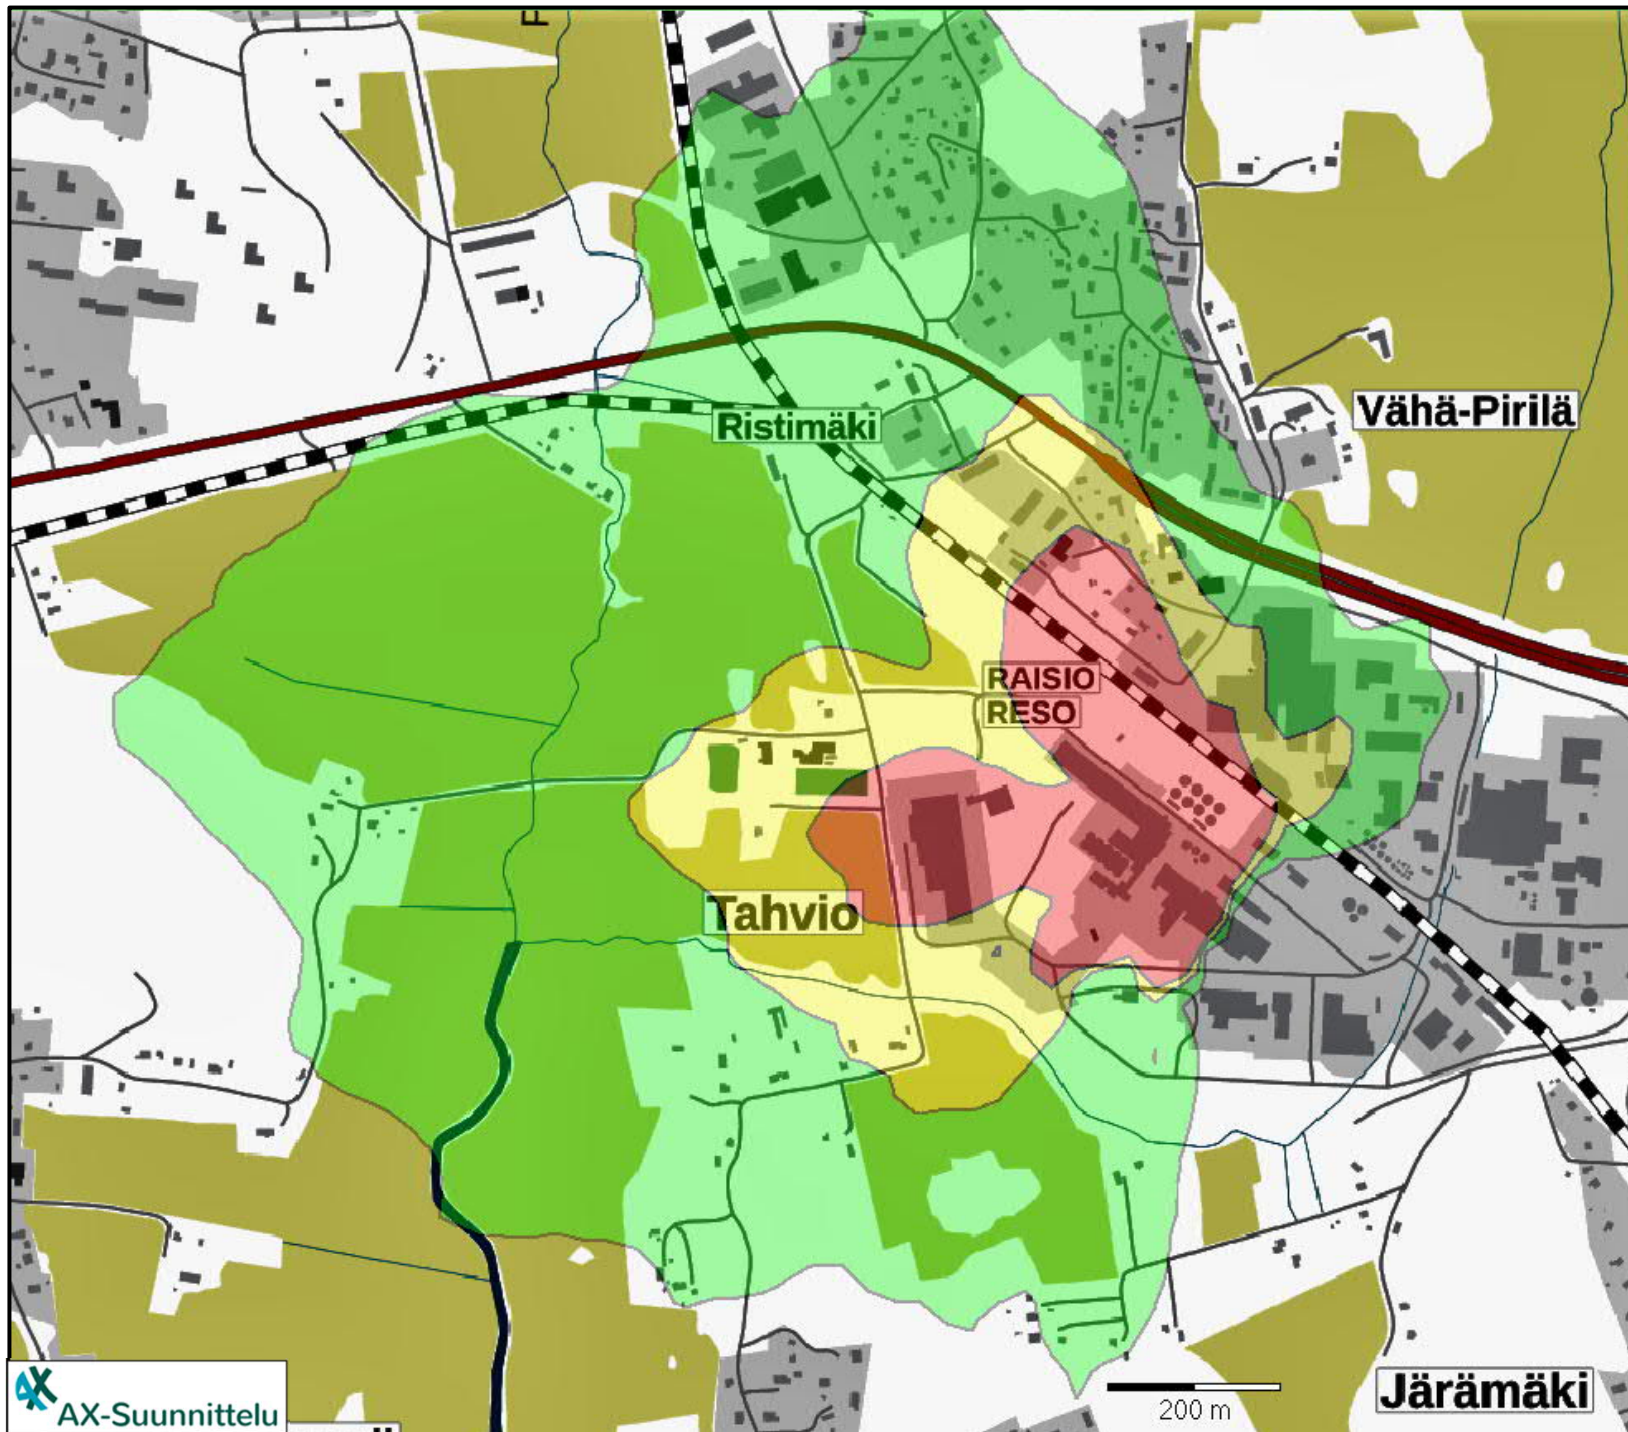 Ristimäki
Vähä-Pirilä
RAISIO
RESO
Tahvio
Järämäki
200 m
AX-Suunnittelu